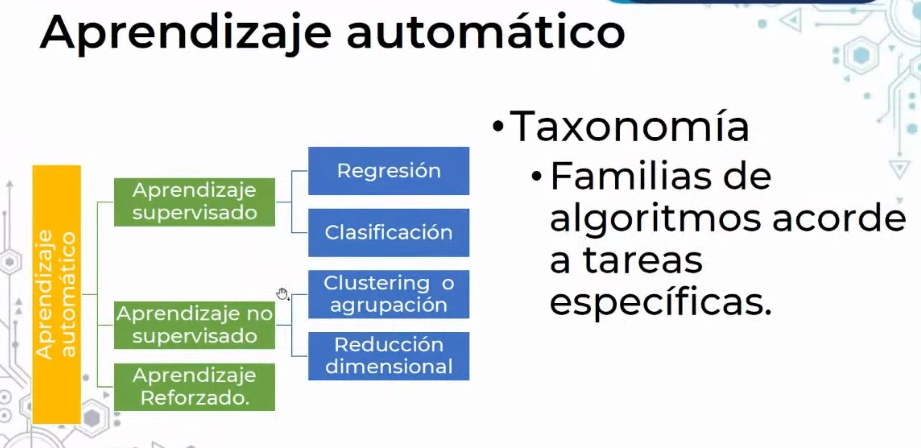 Aprendizaje automático
Aprendizaje
automático
Aprendizaje
supervisado
Regresión
Clasificación
Aprendizaje no
supervisado
Clustering o
agrupación
Reducción
dimensional
Aprendizaje
Reforzado.
•Taxonomía
•Familias de
algoritmos acorde
a tareas
específicas.